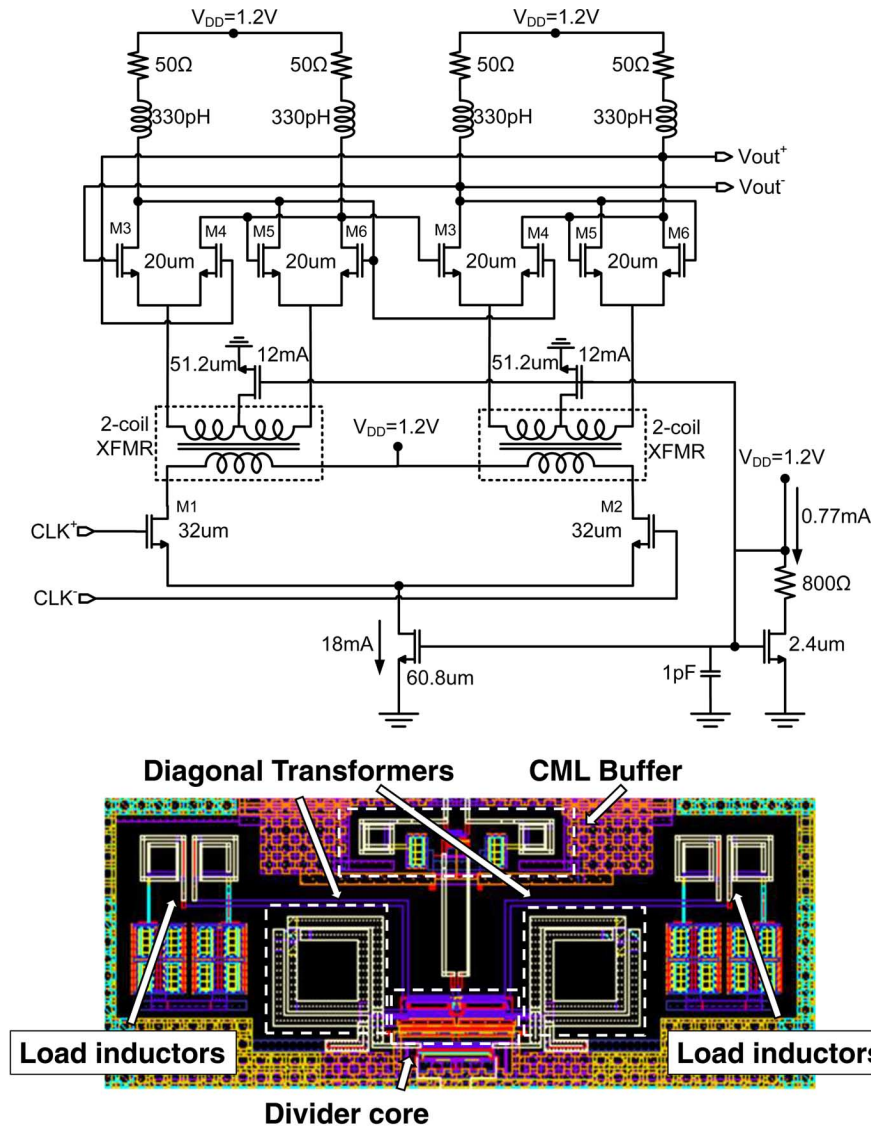 VDD=1.2V VDD=1.2V
50Ω 50Ω 50Ω 50Ω
330pH 330pH 330pH 330pH
Vout+
Vout-
M3 M4 M5 M6 M3 M4 M5 M6
20um 20um 20um 20um
51.2um 12mA 51.2um 12mA
2-coil VDD=1.2V 2-coil
XFMR XFMR
VDD=1.2V
M1 M2
CLK+ 32um 32um 0.77mA
CLK- 800Ω
18mA 2.4um
60.8um 1pF
Diagonal Transformers CML Buffer
Load inductors Load inductors
Divider core